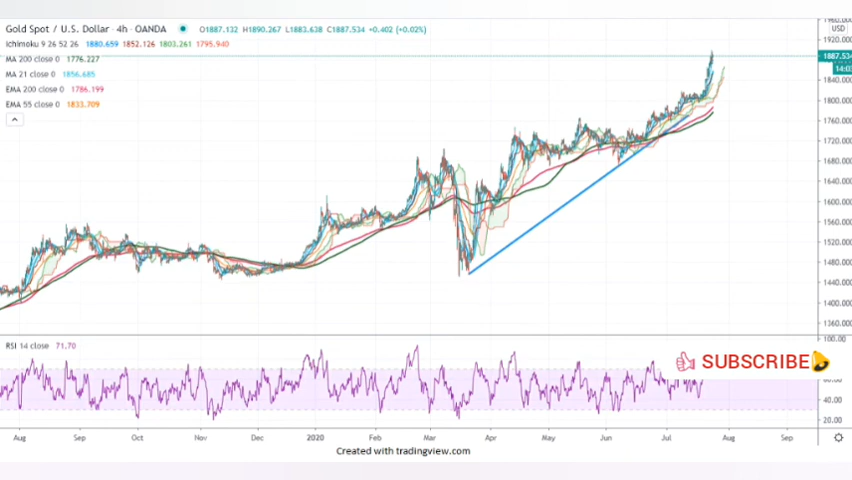 Gold Spot / U.S. Dollar · 4h · OANDA O1887.132 H1890.267 L1883.638 C1887.534 +0.402 (+0.02%)
Ichimoku 9 26 52 26 1880.659 1852.126 1803.261 1795.940
MA 200 close 0 1776.227
MA 21 close 0 1856.685
EMA 200 close 0 1786.199
EMA 55 close 0 1833.709
USD
1920.000
1887.534
14:03
1840.000
1800.000
1760.000
1720.000
1680.000
1640.000
1600.000
1560.000
1520.000
1480.000
1440.000
1400.000
1360.000
RSI 14 close 71.70
100.00
SUBSCRIBE
60.00
40.00
20.00
Aug Sep Oct Nov Dec 2020 Feb Mar Apr May Jun Jul Aug Sep
Created with tradingview.com